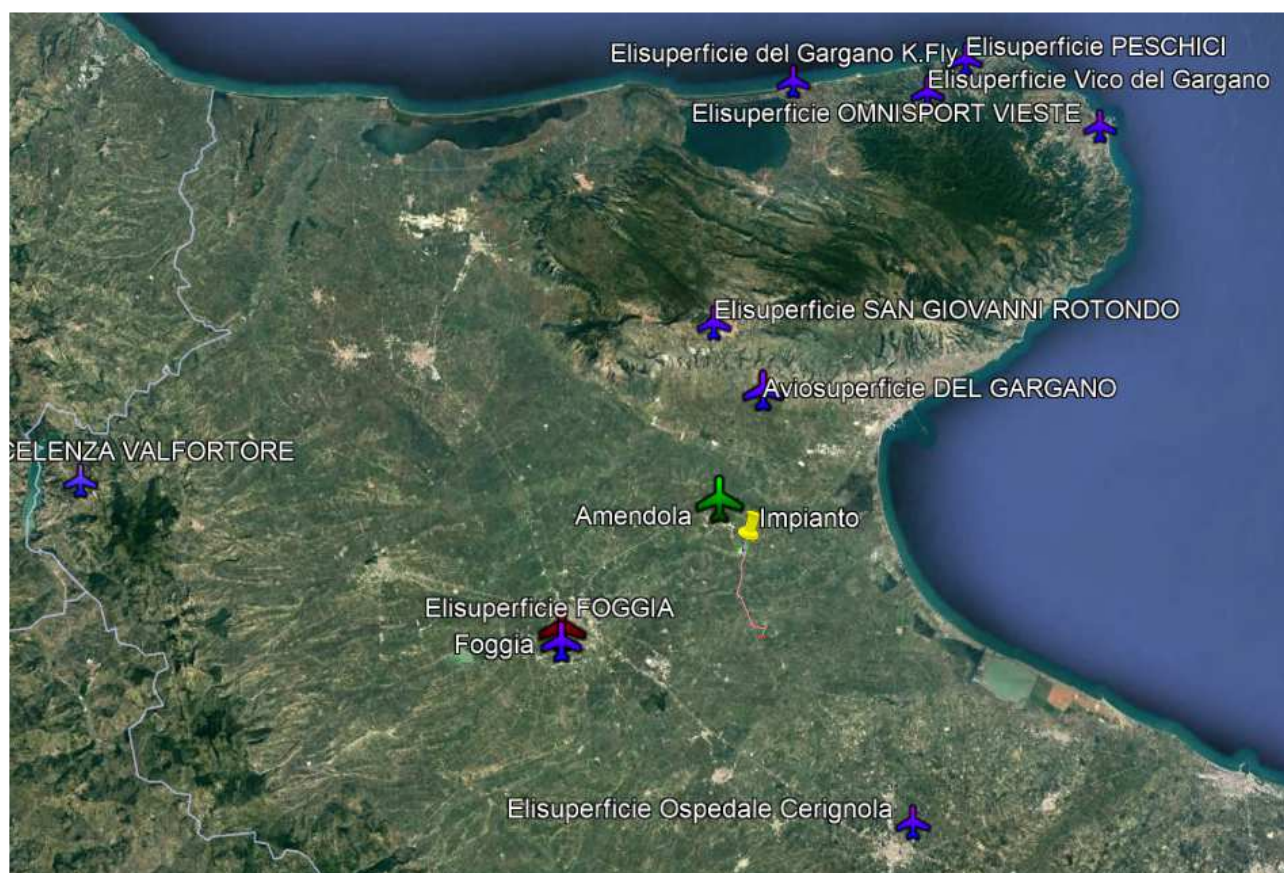 Elisuperficie PESCHICI
Elisuperficie del Gargano K.Fly
Elisuperficie Vico del Gargano
Elisuperficie OMNISPORT VIESTE
Elisuperficie SAN GIOVANNI ROTONDO
Aviosuperficie DEL GARGANO
CELENZA VALFORTORE
Amendola
Impianto
Elisuperficie FOGGIA
Foggia
Elisuperficie Ospedale Cerignola